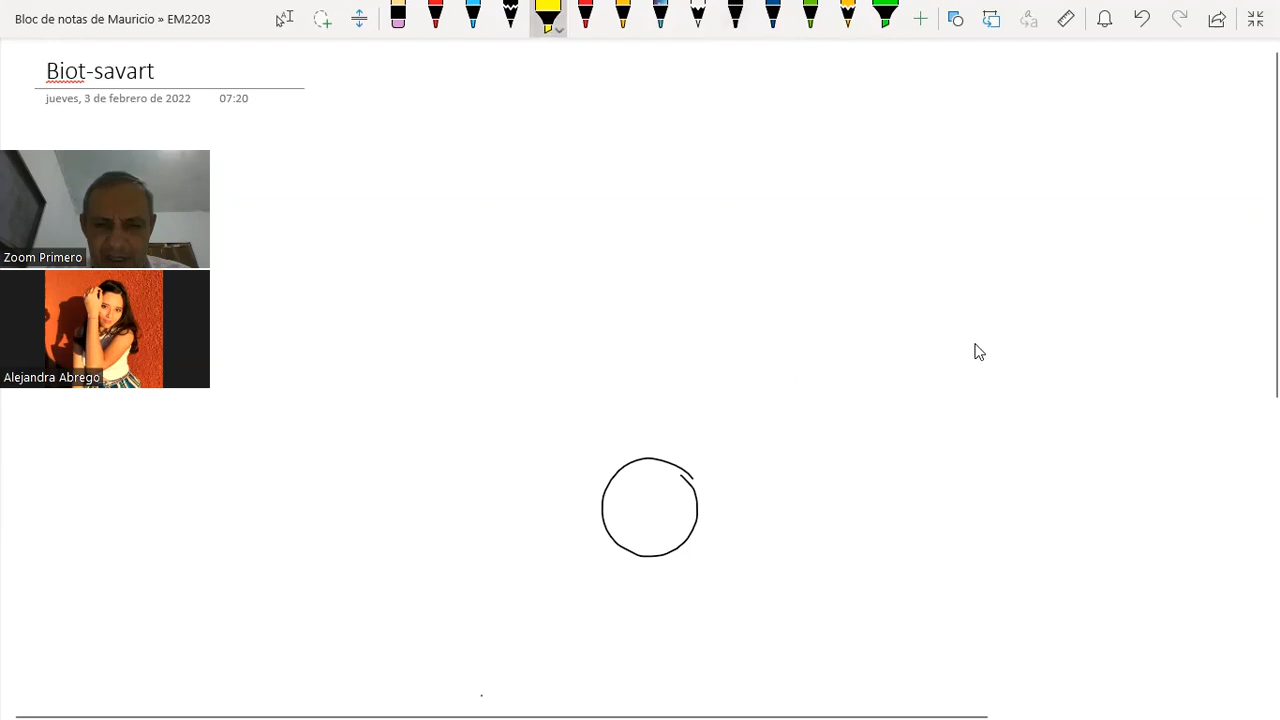 Bloc de notas de Mauricio » EM2203
Biot-savart
jueves, 3 de febrero de 2022 07:20
Zoom Primero
Alejandra Abrego